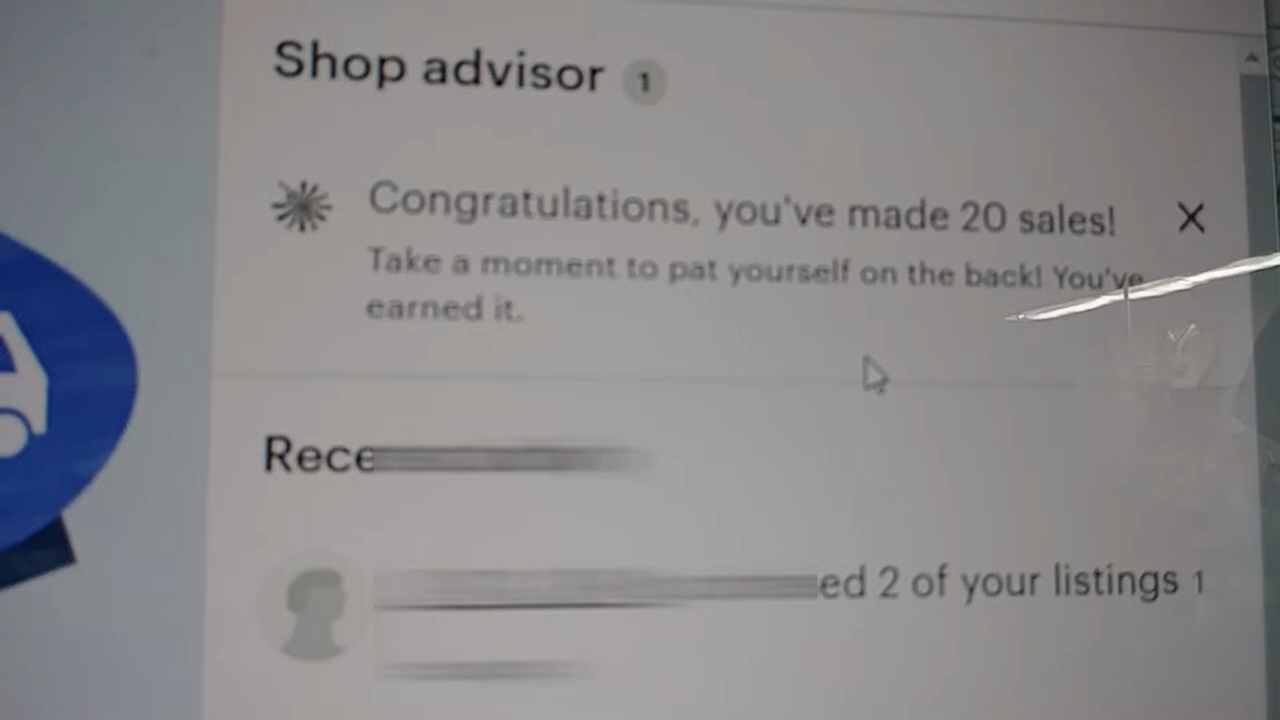 Shop advisor 1
Congratulations, you've made 20 sales!
Take a moment to pat yourself on the back! You've
earned it.
Rece
ed 2 of your listings 1